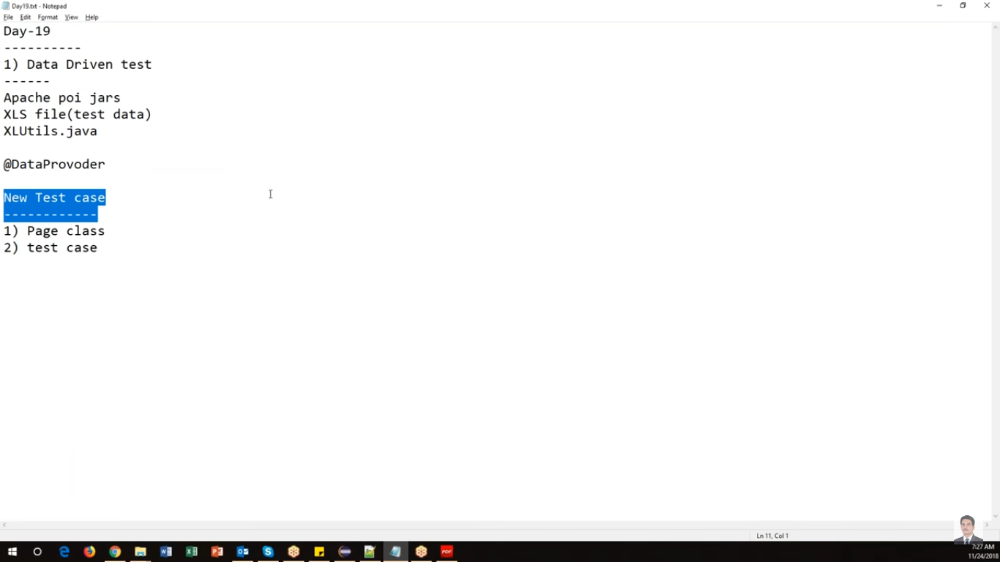 Day19.txt - Notepad
File Edit Format View Help
Day-19
----------
1) Data Driven test
------
Apache poi jars
XLS file(test data)
XLUtils.java
@DataProvoder
New Test case
------------
1) Page class
2) test case
Ln 11, Col 1
PDF
7:27 AM
11/24/2018